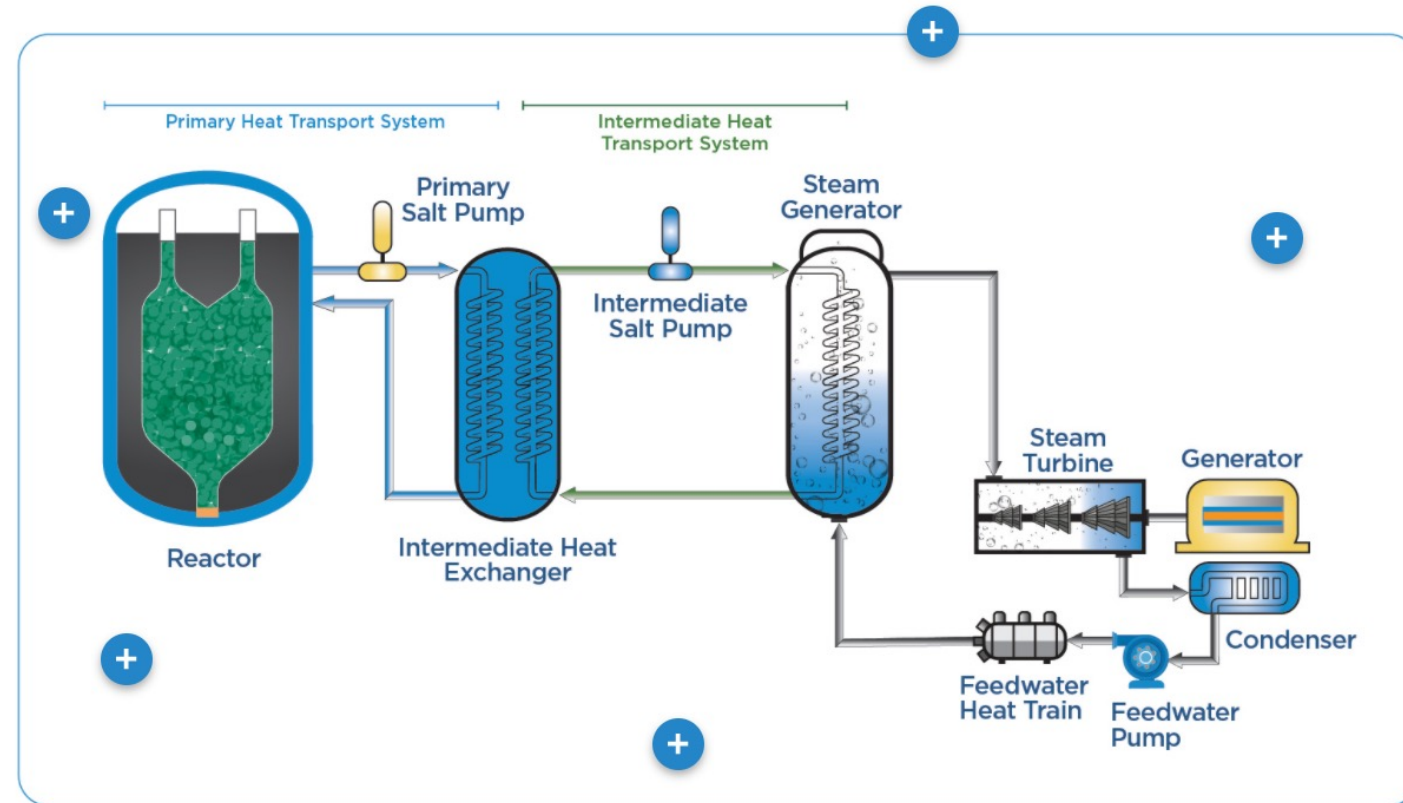 Primary Heat Transport System
Intermediate Heat
Transport System
Primary
Salt Pump
Steam
Generator
Intermediate
Salt Pump
Steam
Turbine
Generator
Reactor
Intermediate Heat
Exchanger
Condenser
Feedwater
Heat Train
Feedwater
Pump